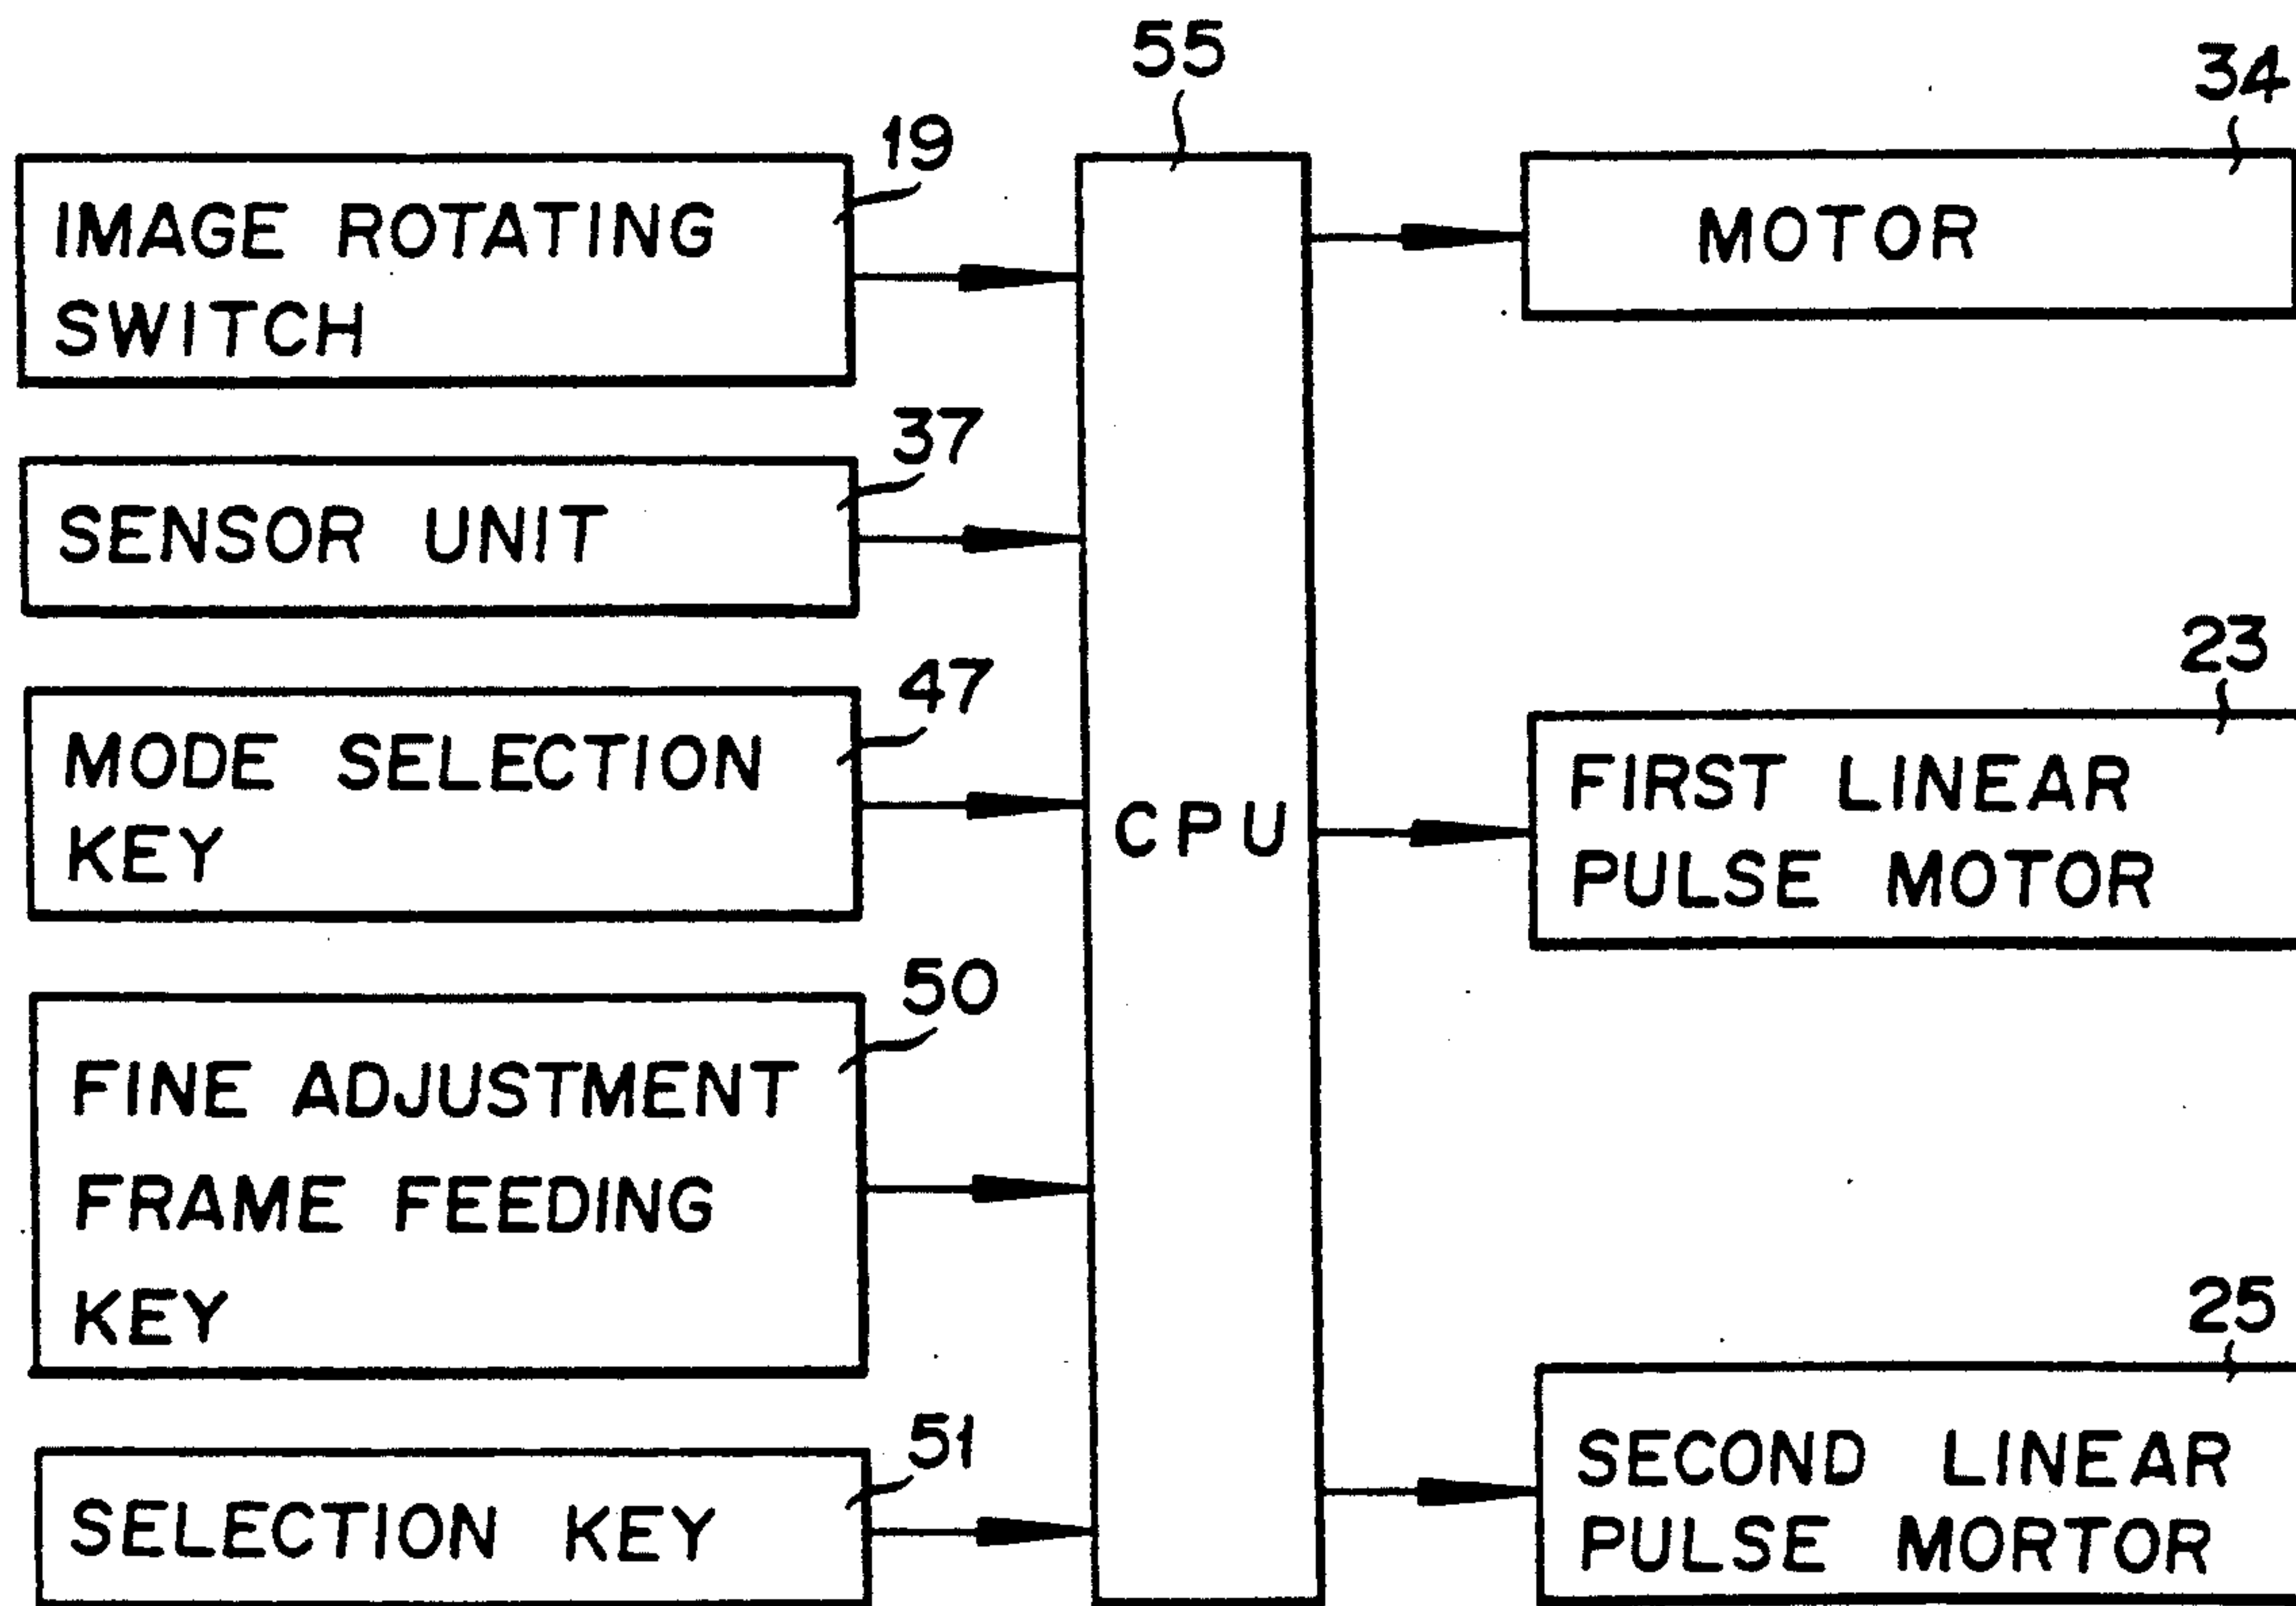 55
34
19
IMAGE ROTATING
SWITCH
MOTOR
37
SENSOR UNIT
47
MODE SELECTION
KEY
CPU
23
FIRST LINEAR
PULSE MOTOR
50
FINE ADJUSTMENT
FRAME FEEDING
KEY
51
SELECTION KEY
25
SECOND LINEAR
PULSE MORTOR